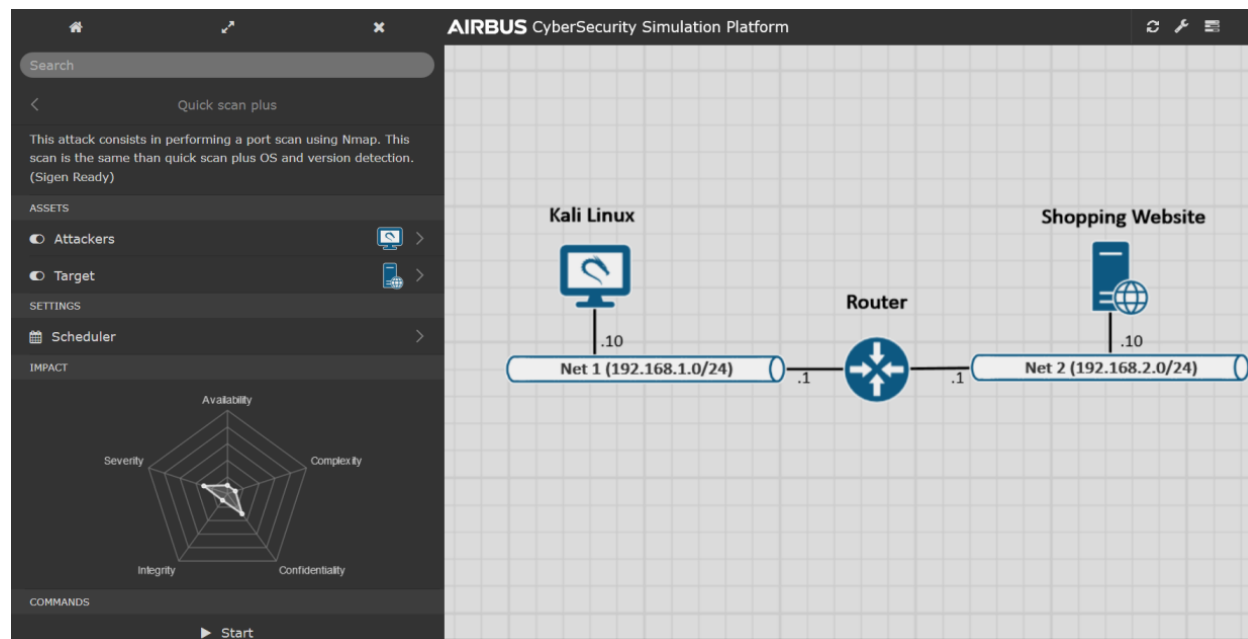 AIRBUS CyberSecurity Simulation Platform
Search
Quick scan plus
This attack consists in performing a port scan using Nmap. This
scan is the same than quick scan plus OS and version detection.
(Sigen Ready)
ASSETS
Attackers
Target
SETTINGS
Scheduler
IMPACT
Availability
Severity
Complexity
Integrity
Confidentiality
COMMANDS
Start
Kali Linux
.10
Net 1 (192.168.1.0/24)
.1
Router
.1
Shopping Website
.10
Net 2 (192.168.2.0/24)